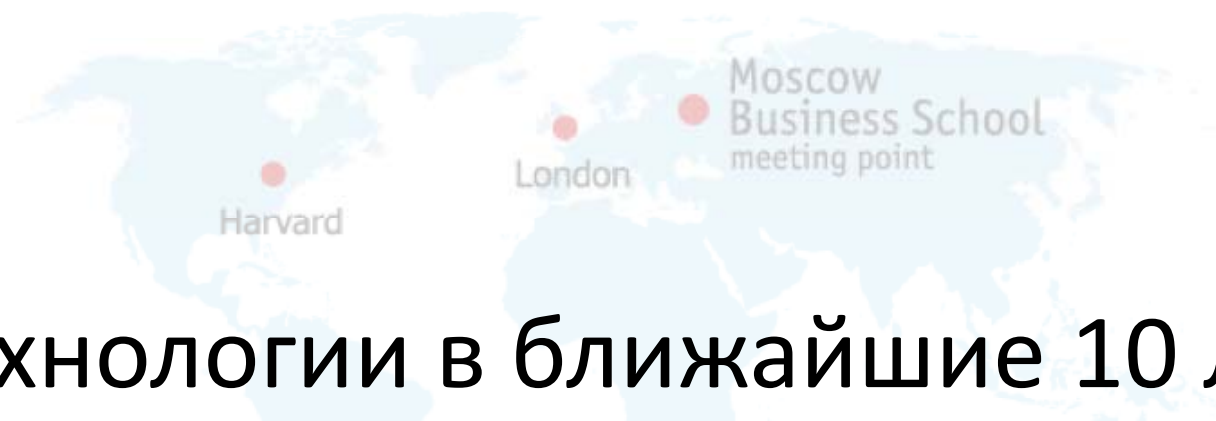 Moscow
Business School
meeting point
London
Harvard
хнологии в ближайшие 10 л